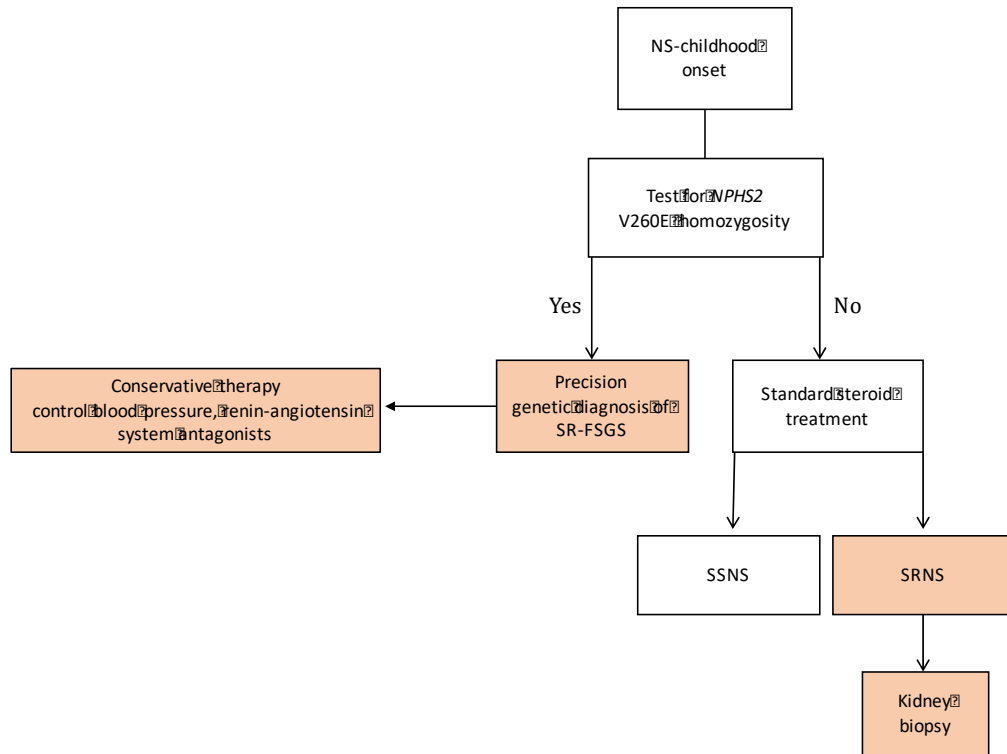 NS-childhood
onset
Test for NPHS2
V260E homozygosity
Yes
No
Conservative therapy
control blood pressure, renin-angiotensin
system antagonists
Precision
genetic diagnosis of
SR-FSGS
Standard steroid
treatment
SSNS
SRNS
Kidney
biopsy